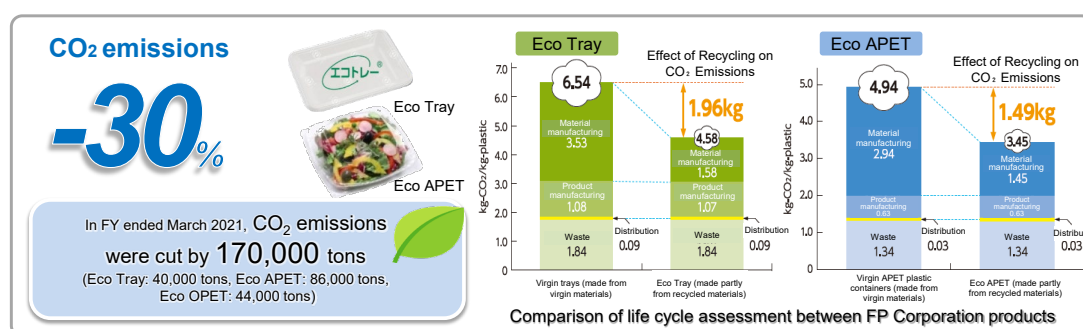 CO₂ emissions
-30%
エコトレー
Eco Tray
Eco APET
In FY ended March 2021, CO₂ emissions
were cut by 170,000 tons
(Eco Tray: 40,000 tons, Eco APET: 86,000 tons,
Eco OPET: 44,000 tons)
Eco Tray
Effect of Recycling on
CO₂ Emissions
kg-CO₂/kg-plastic
7.0
6.0
5.0
4.0
3.0
2.0
1.0
0.0
6.54
Material
manufacturing
3.53
Product
manufacturing
1.08
Waste
1.84
Distribution
0.09
1.96kg
4.58
Material
manufacturing
1.58
Product
manufacturing
1.07
Waste
1.84
Distribution
0.09
Virgin trays (made from
virgin materials)
Eco Tray (made partly
from recycled materials)
Eco APET
Effect of Recycling on
CO₂ Emissions
kg-CO₂/kg-plastic
5.0
4.0
3.0
2.0
1.0
0.0
4.94
Material
manufacturing
2.94
Product
manufacturing
0.63
Waste
1.34
Distribution
0.03
1.49kg
3.45
Material
manufacturing
1.45
Product
manufacturing
0.63
Waste
1.34
Distribution
0.03
Virgin APET plastic
containers (made from
virgin materials)
Eco APET (made partly
from recycled materials)
Comparison of life cycle assessment between FP Corporation products